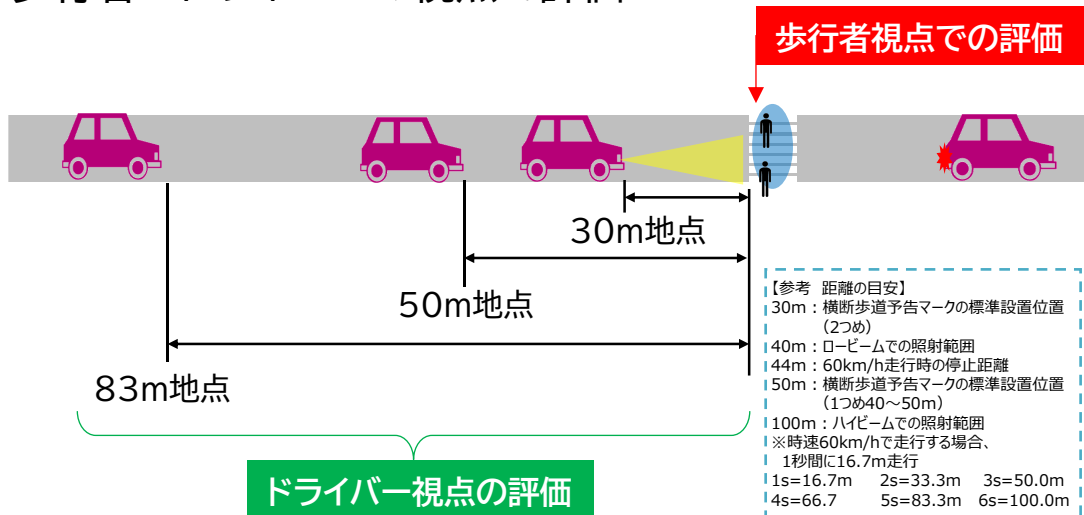 歩行者視点での評価
30m地点
50m地点
83m地点
ドライバー視点の評価
【参考 距離の目安】
30m：横断歩道予告マークの標準設置位置
（2つめ）
40m：ロービームでの照射範囲
44m：60km/h走行時の停止距離
50m：横断歩道予告マークの標準設置位置
（1つめ40～50m）
100m：ハイビームでの照射範囲
※時速60km/hで走行する場合、
1秒間に16.7m走行
1s=16.7m 2s=33.3m 3s=50.0m
4s=66.7 5s=83.3m 6s=100.0m